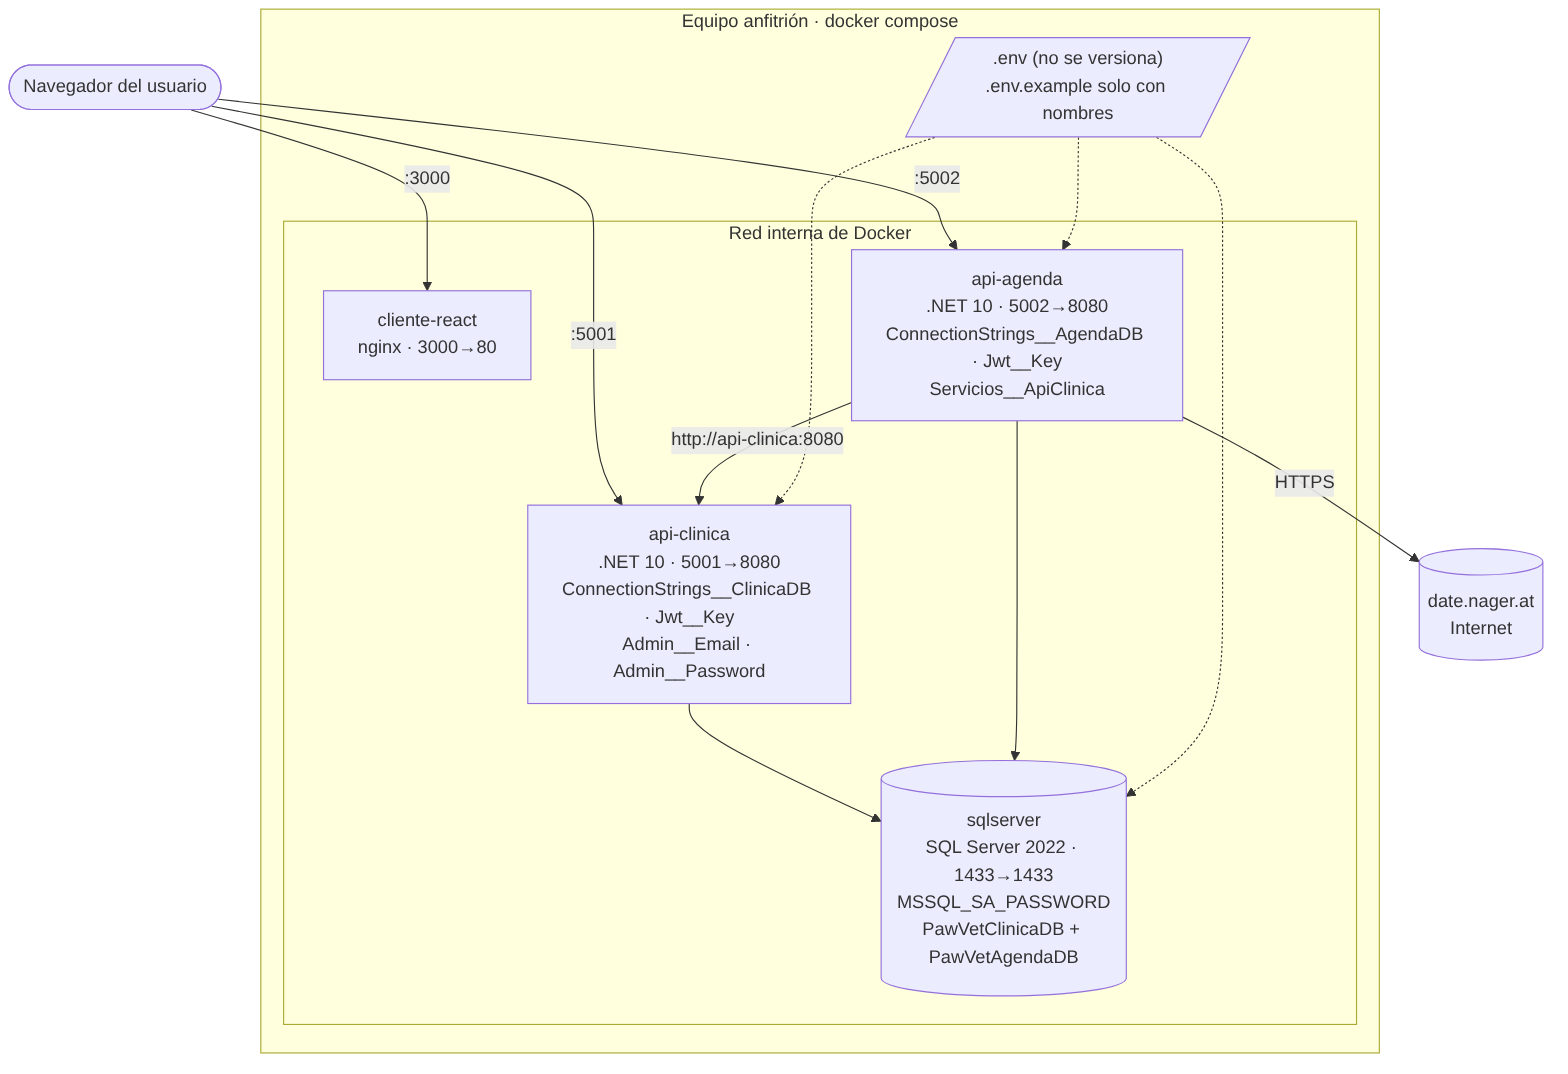 Equipo anfitrión · docker compose
.env (no se versiona)
.env.example solo con
nombres
Navegador del usuario
:3000
:5002
Red interna de Docker
api-agenda
.NET 10 · 5002→8080
ConnectionStrings__AgendaDB
· Jwt__Key
Servicios__ApiClinica
cliente-react
nginx · 3000→80
:5001
http://api-clinica:8080
HTTPS
api-clinica
.NET 10 · 5001→8080
ConnectionStrings__ClinicaDB
· Jwt__Key
Admin__Email ·
Admin__Password
date.nager.at
Internet
sqlserver
SQL Server 2022 ·
1433→1433
MSSQL_SA_PASSWORD
PawVetClinicaDB +
PawVetAgendaDB